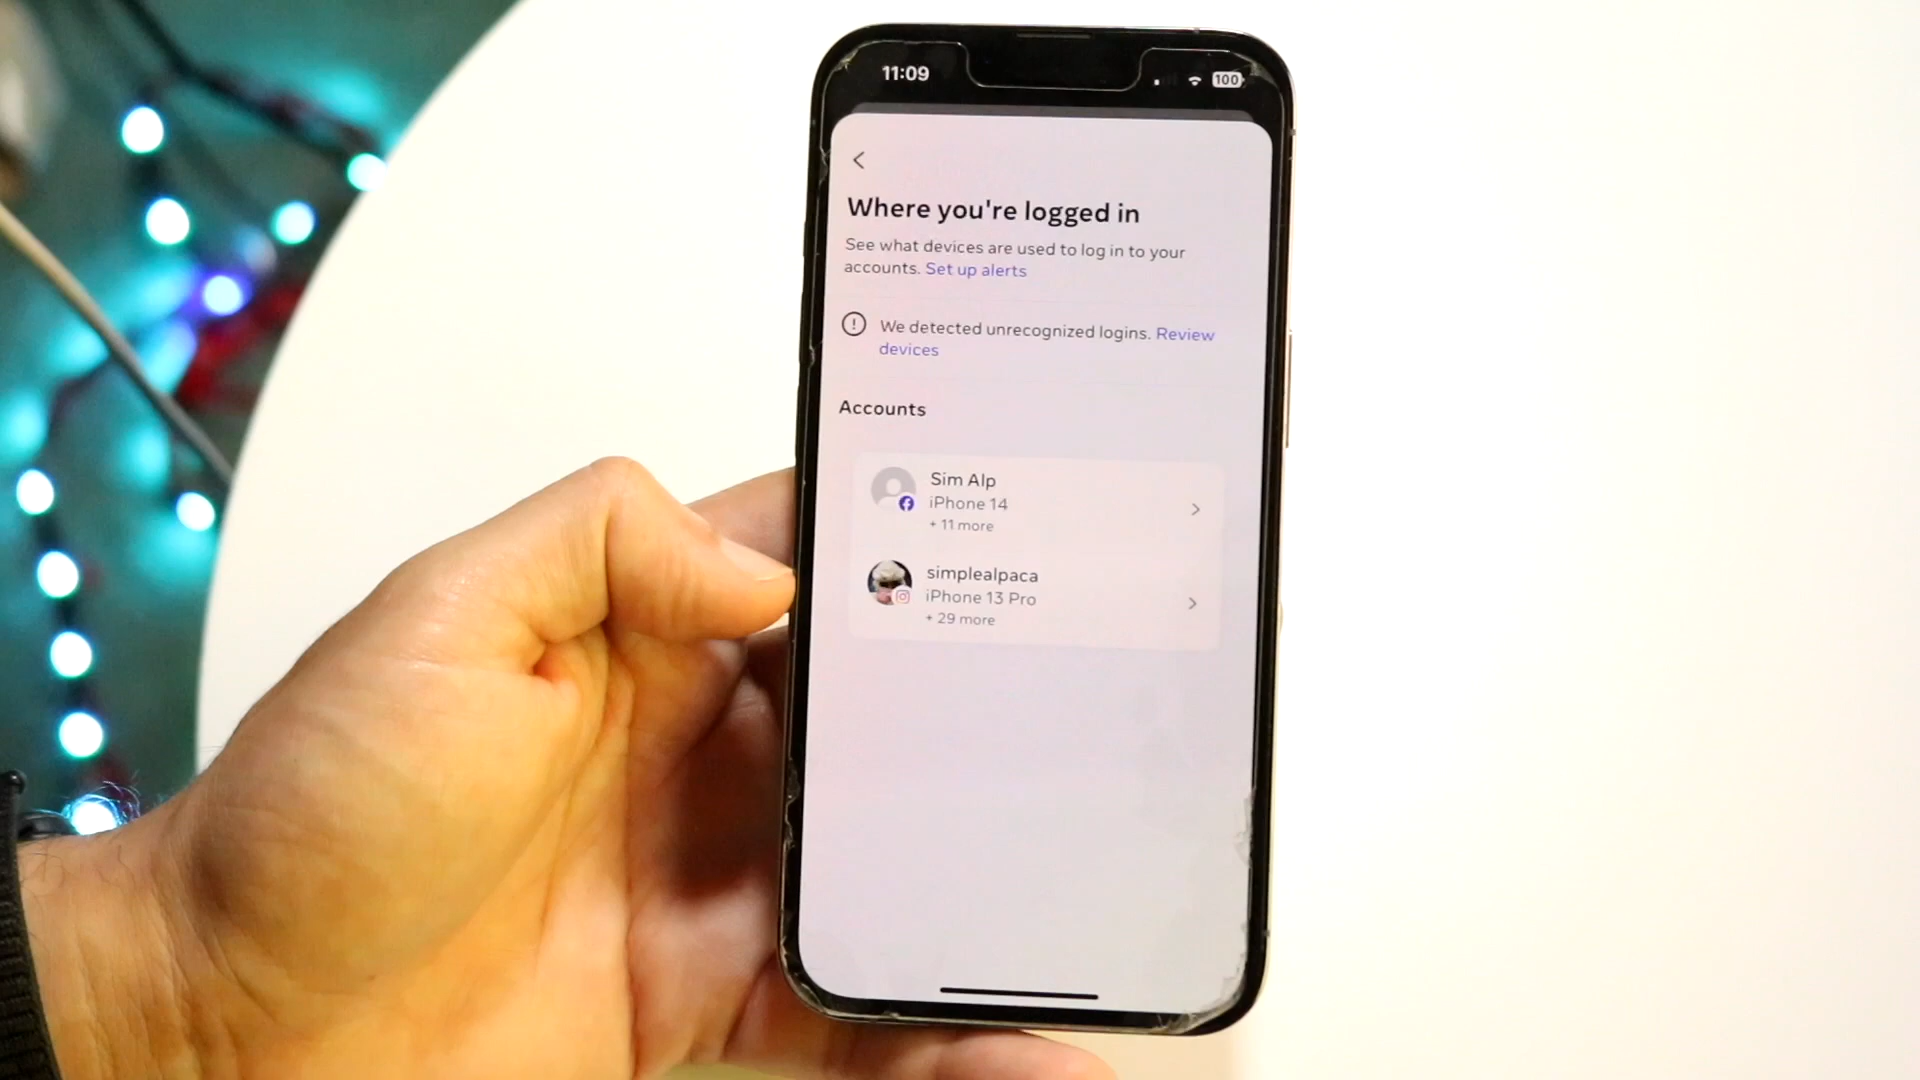 11:09
100
Where you're logged in
See what devices are used to log in to your
accounts. Set up alerts
We detected unrecognized logins. Review
devices
Accounts
Sim Alp
iPhone 14
+ 11 more
simplealpaca
iPhone 13 Pro
+ 29 more